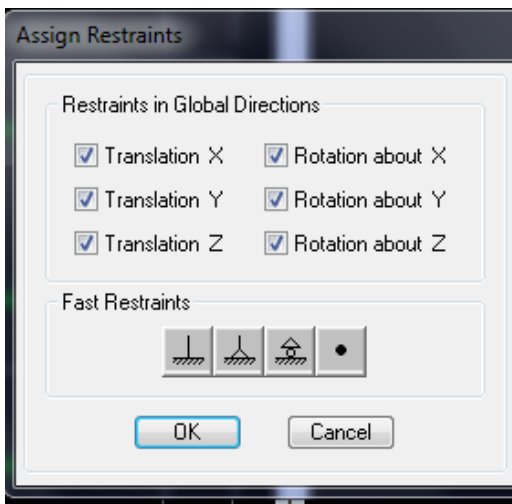 Assign Restraints
Restraints in Global Directions
Translation X
Rotation about X
Translation Y
Rotation about Y
Translation Z
Rotation about Z
Fast Restraints
OK
Cancel